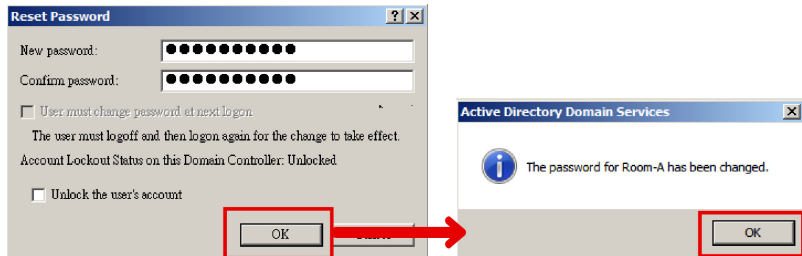 Reset Password
New password:
Confirm password:
User must change password at next logon
The user must logoff and then logon again for the change to take effect.
Account Lockout Status on this Domain Controller: Unlocked
Unlock the user's account
OK
Active Directory Domain Services
The password for Room-A has been changed.
OK